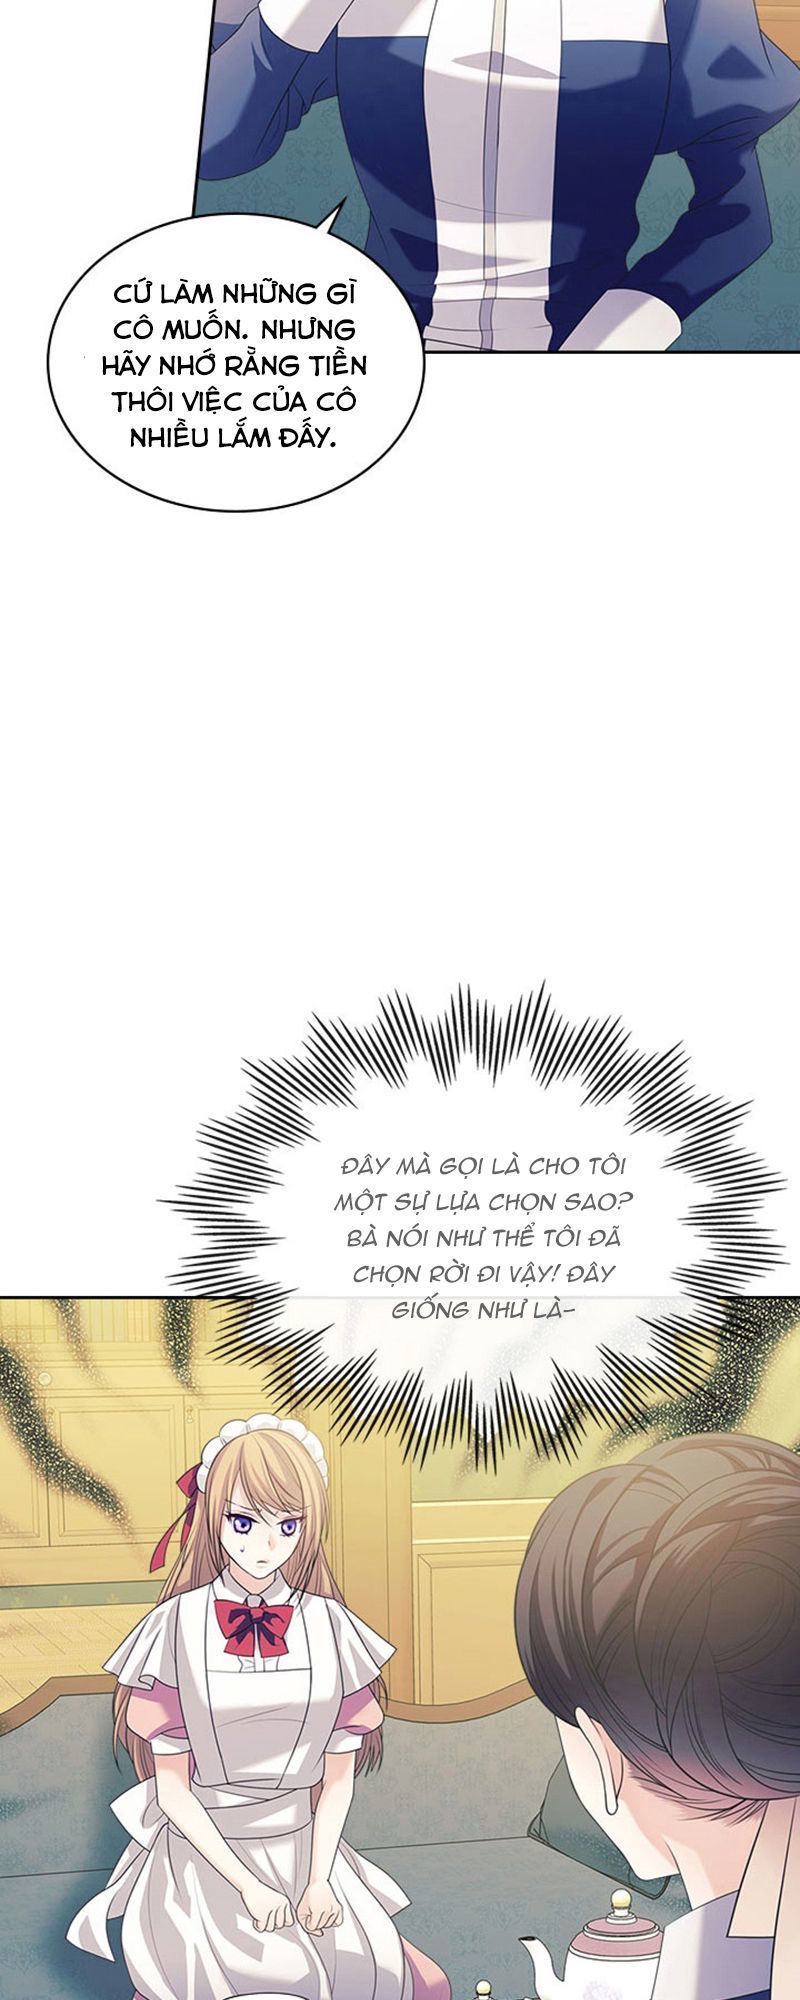 CỨ LÀM NHỮNG GÌ
CÔ MUỐN. NHƯNG
HÃY NHỚ RẰNG TIỀN
THÔI VIỆC CỦA CÔ
NHIỀU LẮM ĐẤY.
ĐÂY MÀ GỌI LÀ CHO TÔI
MỘT SỰ LỰA CHỌN SAO?
BÀ NÓI NHƯ THỂ TÔI ĐÃ
CHỌN RỜI ĐI VẬY! ĐÂY
GIỐNG NHƯ LÀ-